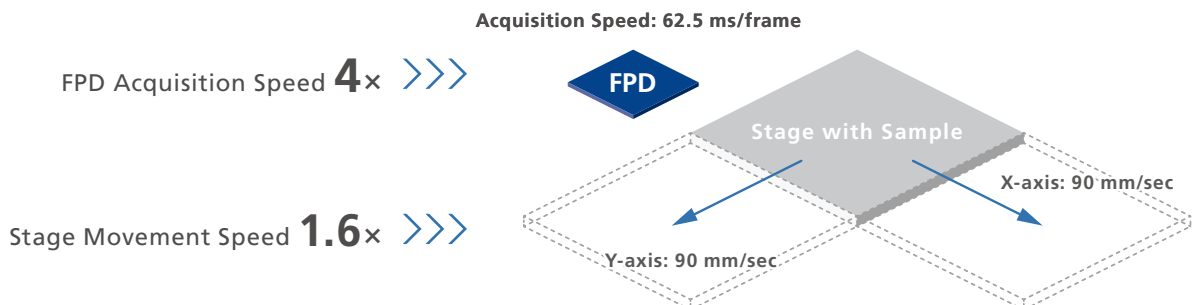 Acquisition Speed: 62.5 ms/frame
FPD Acquisition Speed 4×
FPD
Stage with Sample
X-axis: 90 mm/sec
Stage Movement Speed 1.6×
Y-axis: 90 mm/sec